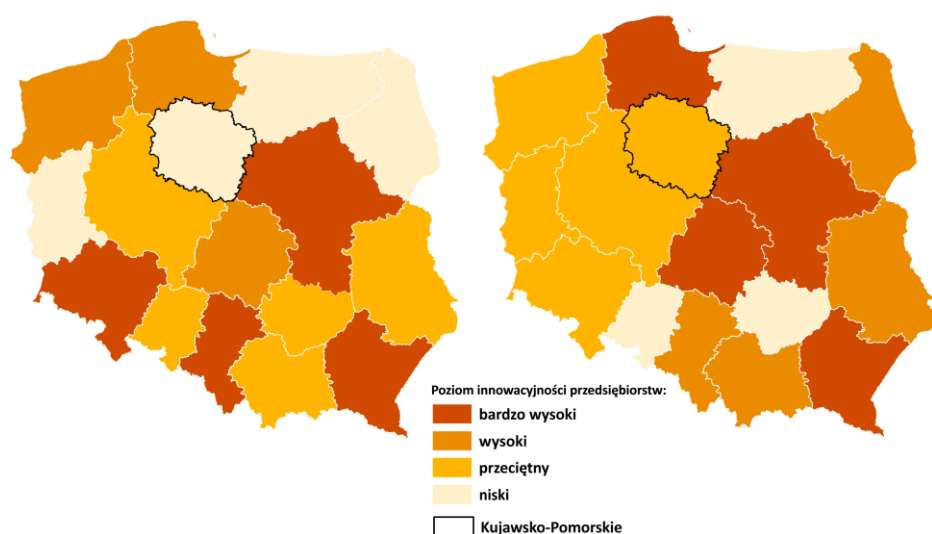 Poziom innowacyjności przedsiębiorstw:
bardzo wysoki
wysoki
przeciętny
niski
Kujawsko-Pomorskie